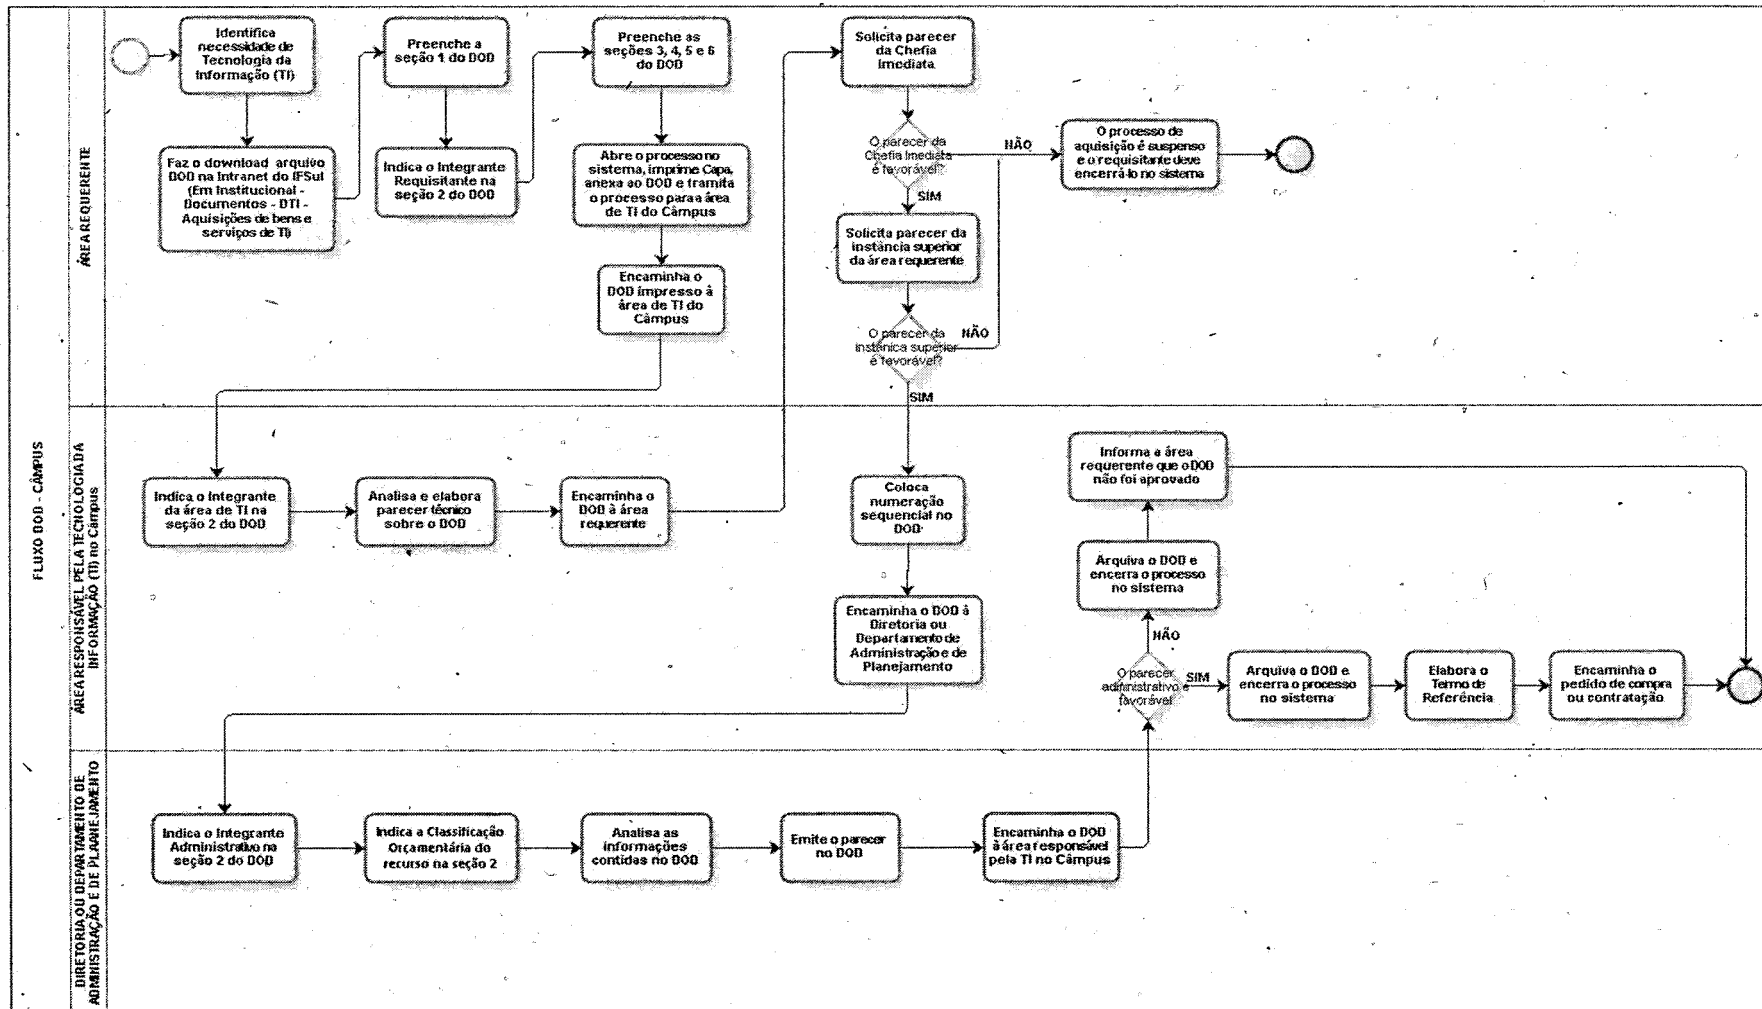 FLUXO DOD - CÂMPUS
ÁREA REQUERENTE
Identifica
necessidade de
Tecnologia da
Informação (TI)
Faz o download arquivo
DOD na Intranet do IFSul
(Em Institucional -
Documentos - DTI -
Aquisições de bens e
serviços de TI)
Preenche a
seção 1 do DOD
Indica o Integrante
Requisitante na
seção 2 do DOD
Preenche as
seções 3, 4, 5 e 6
do DOD
Abre o processo no
sistema, imprime Capa,
anexa ao DOD e tramita
o processo para a área
de TI do Câmpus
Encaminha o
DOD impresso à
área de TI do
Câmpus
Solicita parecer
da Chefia
Imediata
O parecer da
Chefia Imediata
é favorável?
NÃO
O processo de
aquisição é suspenso
e o requisitante deve
encerrá-lo no sistema
SIM
Solicita parecer da
instância superior
da área requerente
O parecer da
instânica superior
é favorável?
NÃO
SIM
ÁREA RESPONSÁVEL PELA TECNOLOGIA DA
INFORMAÇÃO (TI) no Câmpus
Indica o Integrante
da área de TI na
seção 2 do DOD
Analisa e elabora
parecer técnico
sobre o DOD
Encaminha o
DOD à área
requerente
Coloca
numeração
sequencial no
DOD
Encaminha o DOD à
Diretoria ou
Departamento de
Administração e de
Planejamento
Informa a área
requerente que o DOD
não foi aprovado
Arquiva o DOD e
encerra o processo
no sistema
NÃO
O parecer
administrativo é
favorável
SIM
Arquiva o DOD e
encerra o processo
no sistema
Elabora o
Termo de
Referência
Encaminha o
pedido de compra
ou contratação
DIRETORIA OU DEPARTAMENTO DE
ADMINISTRAÇÃO E DE PLANEJAMENTO
Indica o Integrante
Administrativo na
seção 2 do DOD
Indica a Classificação
Orçamentária do
recurso na seção 2
Analisa as
informações
contidas no DOD
Emite o parecer
no DOD
Encaminha o DOD
à área responsável
pela TI no Câmpus